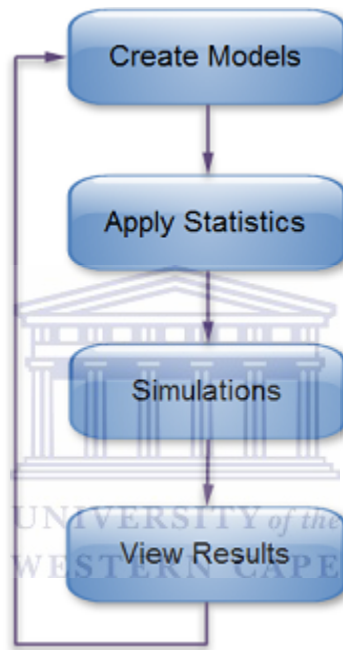 Create Models
Apply Statistics
Simulations
UNIVERSITY of the
View Results
WESTERN CAPE